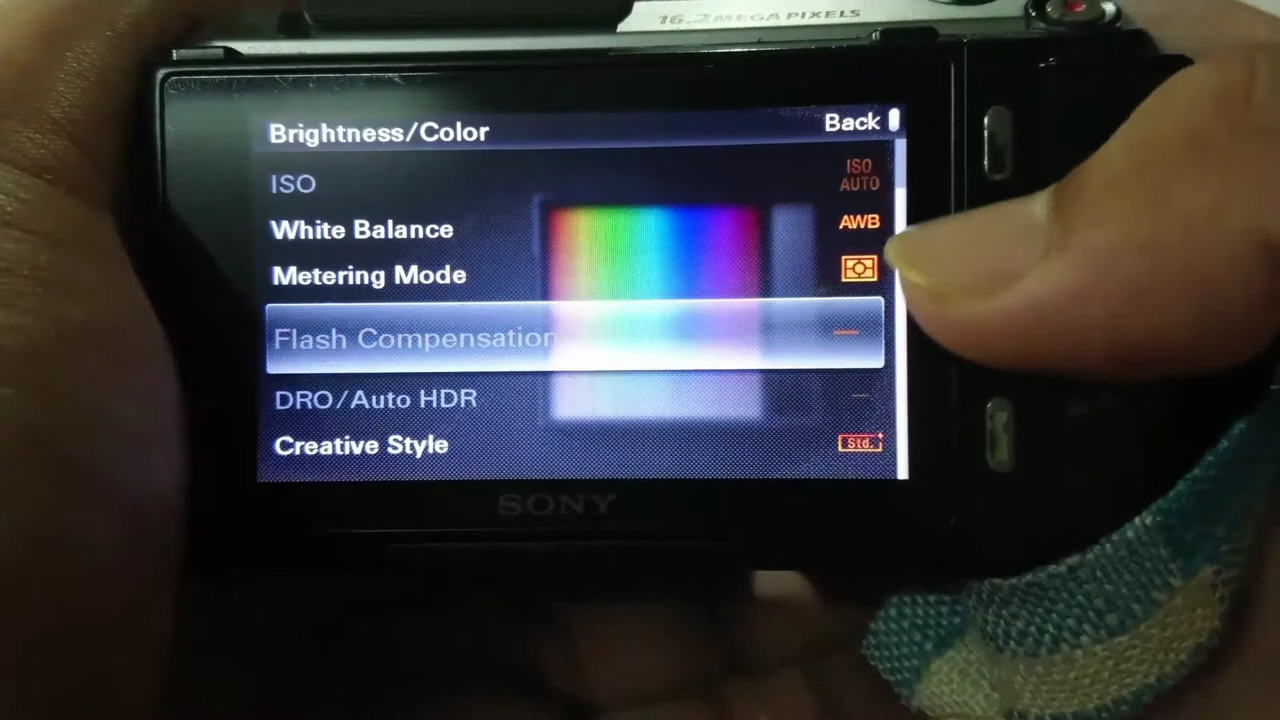 16.2MEGA PIXELS
Brightness/Color
Back
ISO
ISO AUTO
White Balance
AWB
Metering Mode
Flash Compensation
DRO/Auto HDR
Creative Style
Std.
SONY